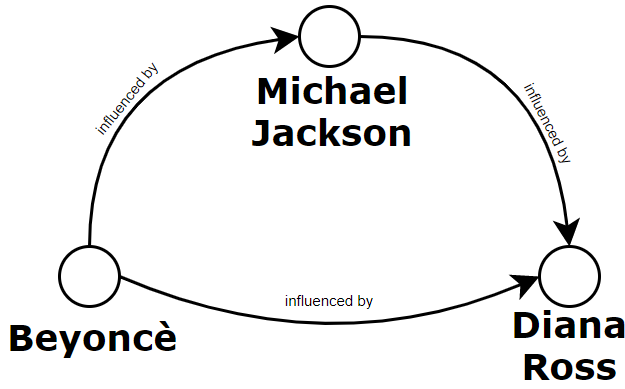 influenced by
Michael
Jackson
influenced by
influenced by
Beyoncè
Diana
Ross